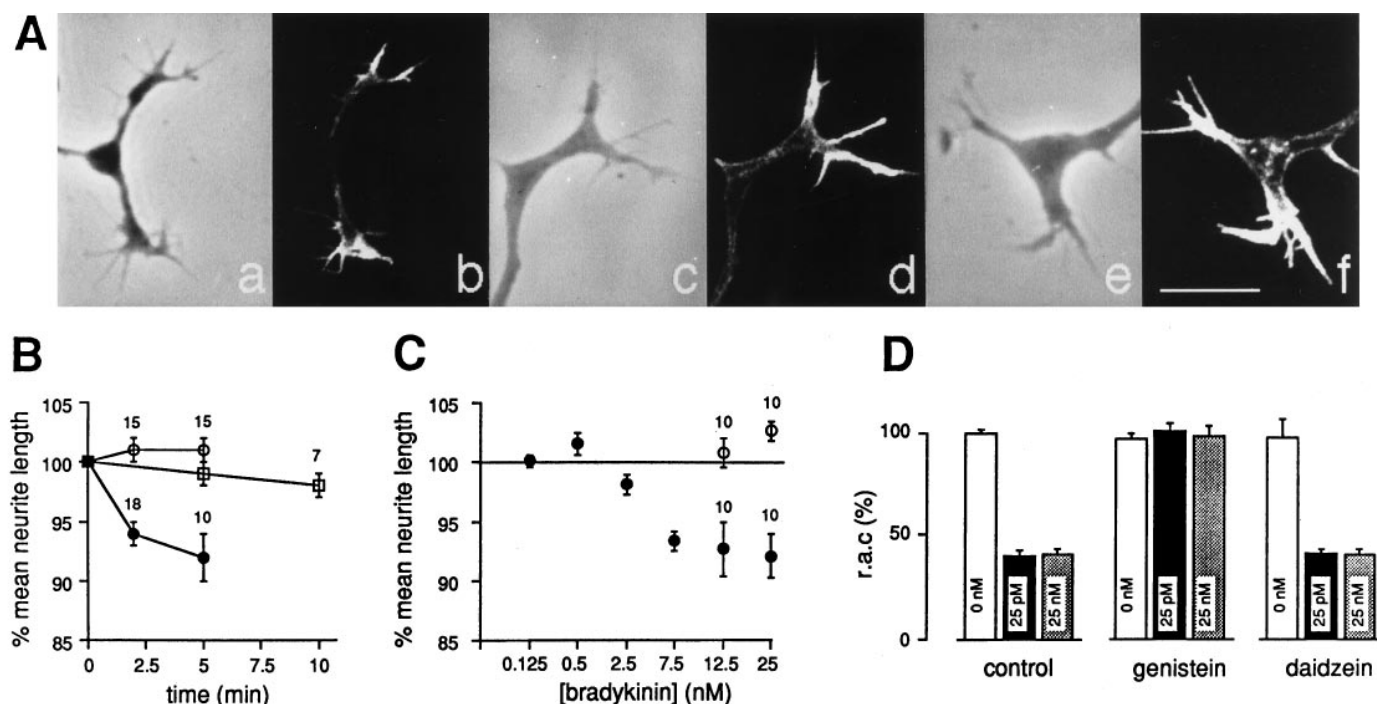 A
a b c d e f
B
% mean neurite length
105
100
95
90
85
15 15
7
18 10
0 2.5 5 7.5 10
time (min)
C
% mean neurite length
105
100
95
90
85
10 10
10 10
0.125 0.5 2.5 7.5 12.5 25
[bradykinin] (nM)
D
r.a.c (%)
100
50
0
0 nM 25 pM 25 nM
0 nM 25 pM 25 nM
0 nM 25 pM 25 nM
control genistein daidzein